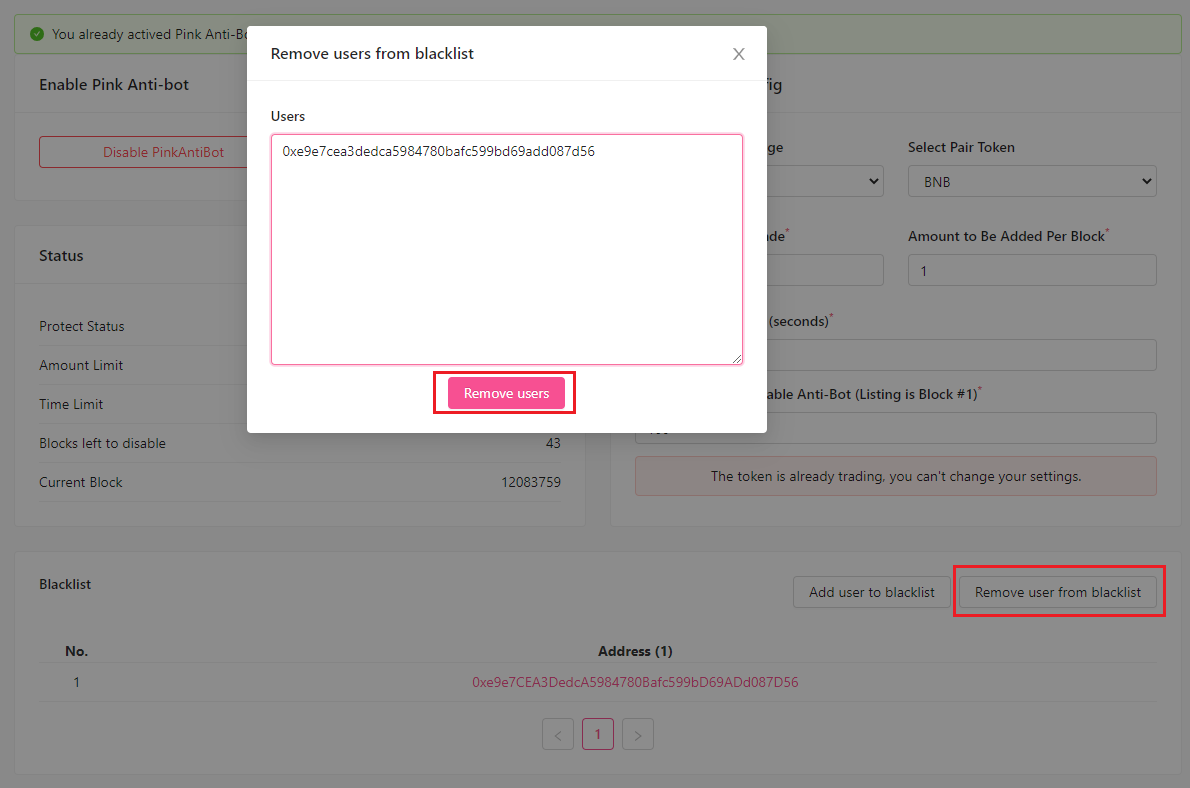 You already actived Pink Anti-Bo
Enable Pink Anti-bot
Disable PinkAntiBot
Status
Protect Status
Amount Limit
Time Limit
Blocks left to disable 43
Current Block 12083759
Remove users from blacklist
Users
0xe9e7cea3dedca5984780bafc599bd69add087d56
Remove users
fig
ge
Select Pair Token
BNB
ade*
Amount to Be Added Per Block*
1
(seconds)*
able Anti-Bot (Listing is Block #1)*
The token is already trading, you can't change your settings.
Blacklist
Add user to blacklist
Remove user from blacklist
No. Address (1)
1 0xe9e7CEA3DedcA5984780Bafc599bD69ADd087D56
< 1 >